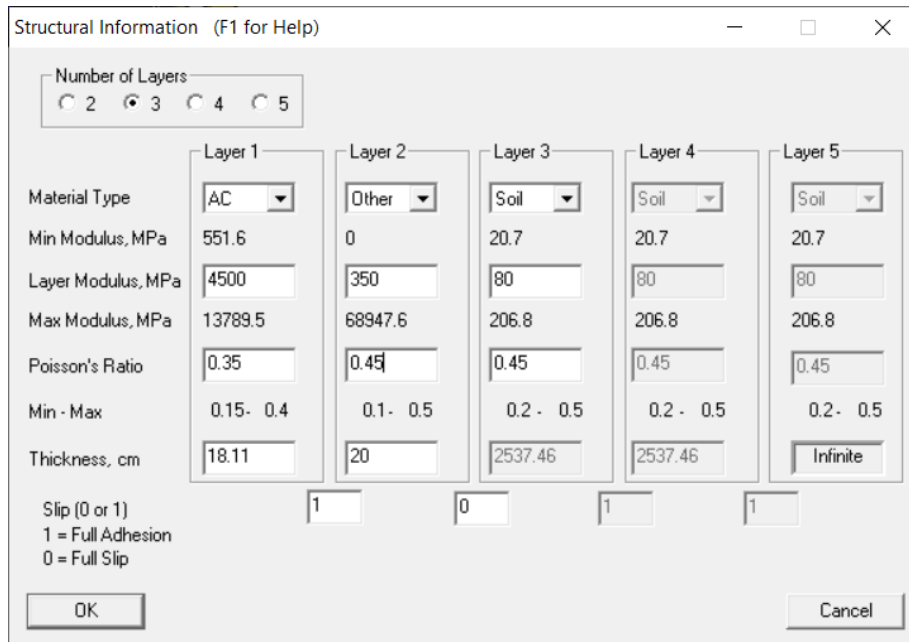 Structural Information (F1 for Help)
Number of Layers
2 3 4 5
Layer 1 Layer 2 Layer 3 Layer 4 Layer 5
Material Type AC Other Soil Soil Soil
Min Modulus, MPa 551.6 0 20.7 20.7 20.7
Layer Modulus, MPa 4500 350 80 80 80
Max Modulus, MPa 13789.5 68947.6 206.8 206.8 206.8
Poisson's Ratio 0.35 0.45 0.45 0.45 0.45
Min - Max 0.15- 0.4 0.1- 0.5 0.2 - 0.5 0.2 - 0.5 0.2- 0.5
Thickness, cm 18.11 20 2537.46 2537.46 Infinite
Slip (0 or 1) 1 0 1 1
1 = Full Adhesion
0 = Full Slip
OK Cancel